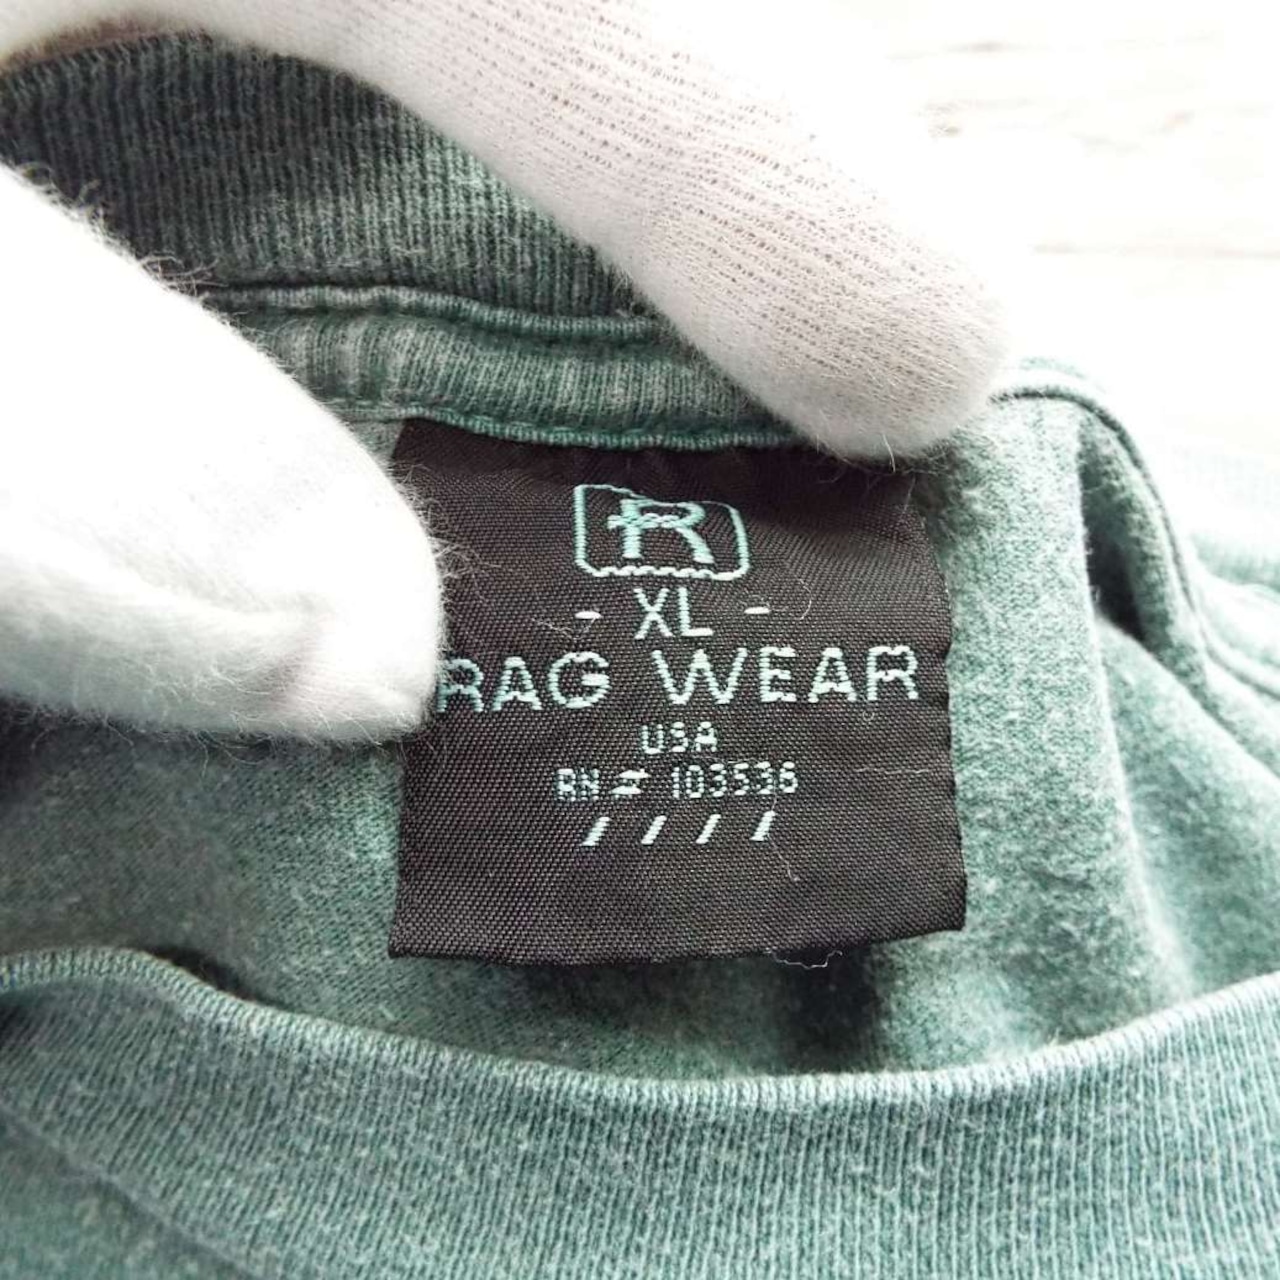 R
- XL -
RAG WEAR
USA
RN # 103536
/ / / /